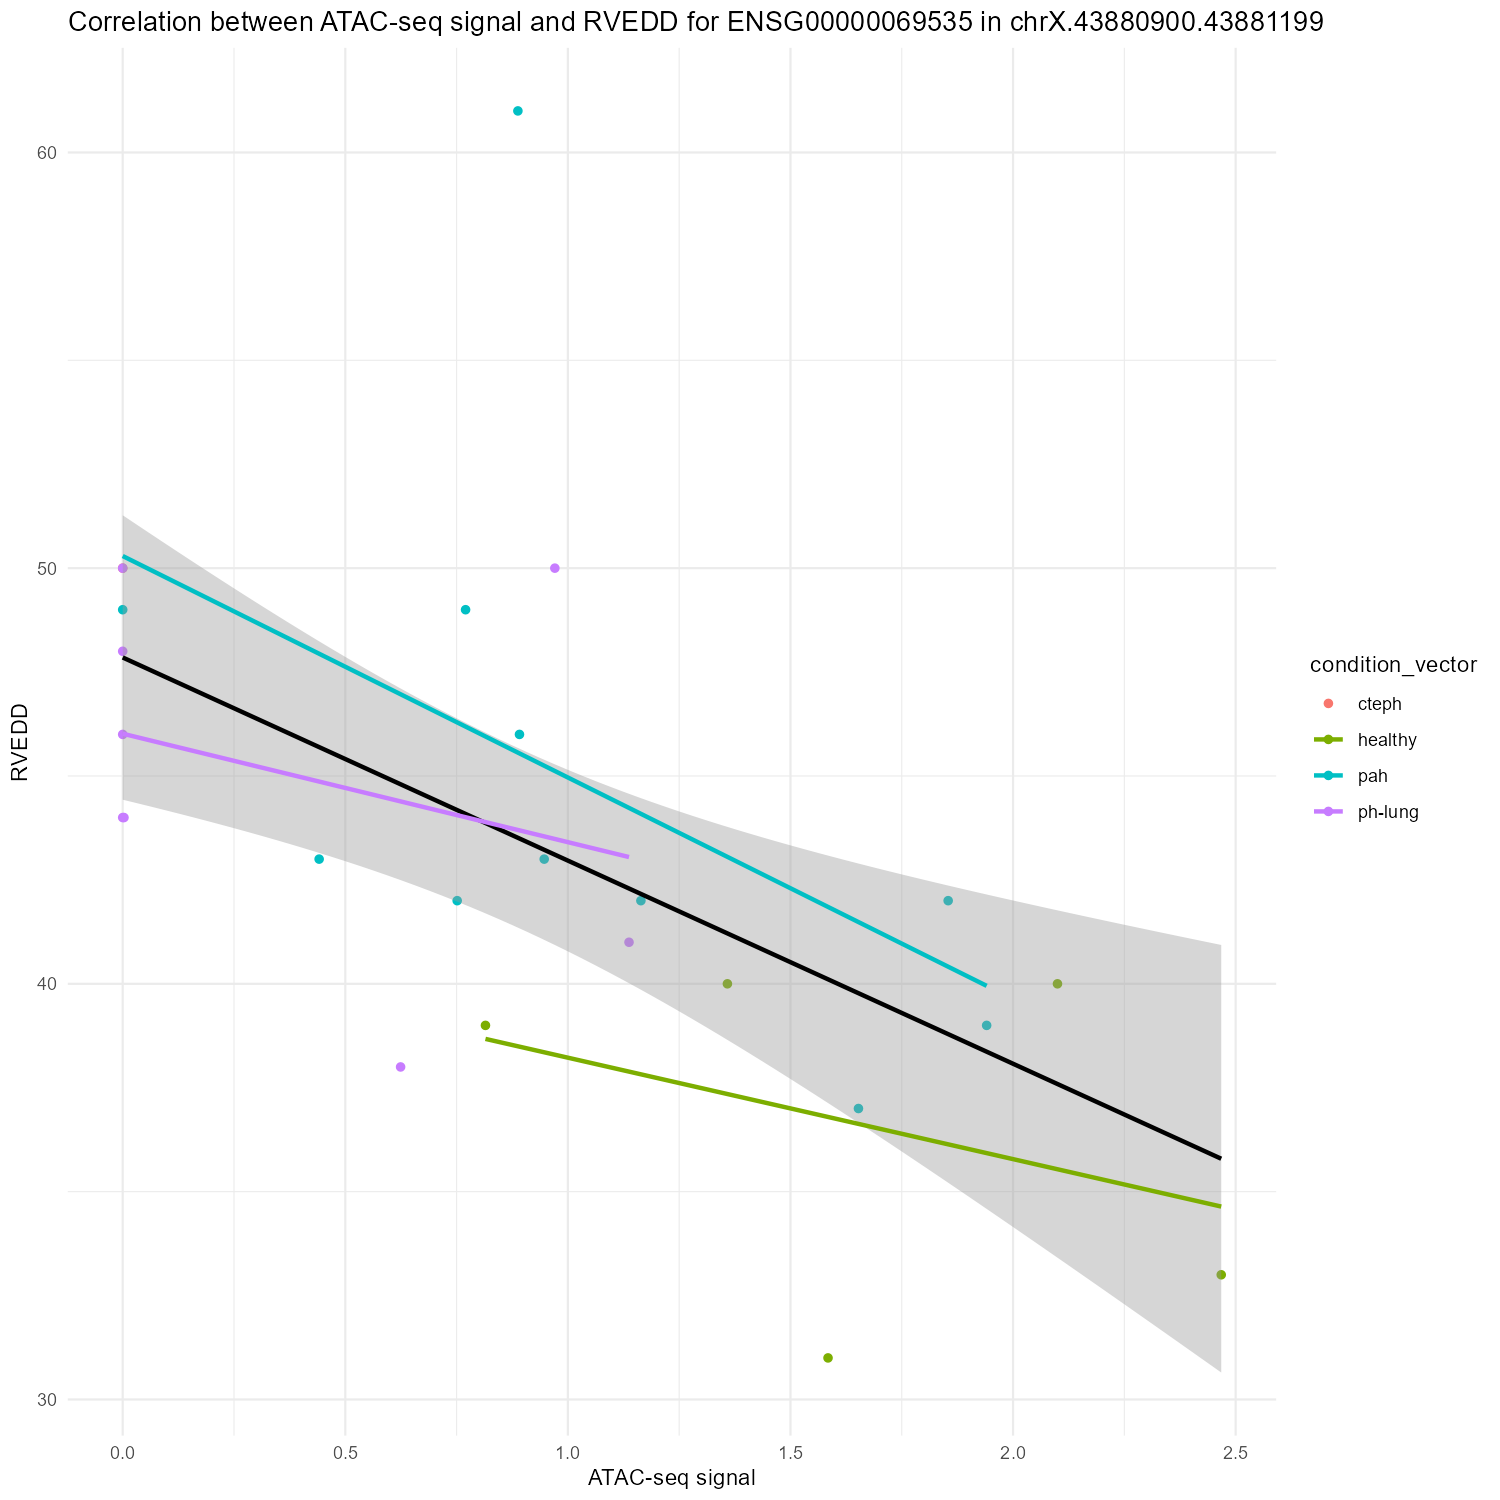 Correlation between ATAC-seq signal and RVEDD for ENSG00000069535 in chrX.43880900.43881199
60
50
40
30
RVEDD
0.0 0.5 1.0 1.5 2.0 2.5
ATAC-seq signal
condition_vector
cteph
healthy
pah
ph-lung